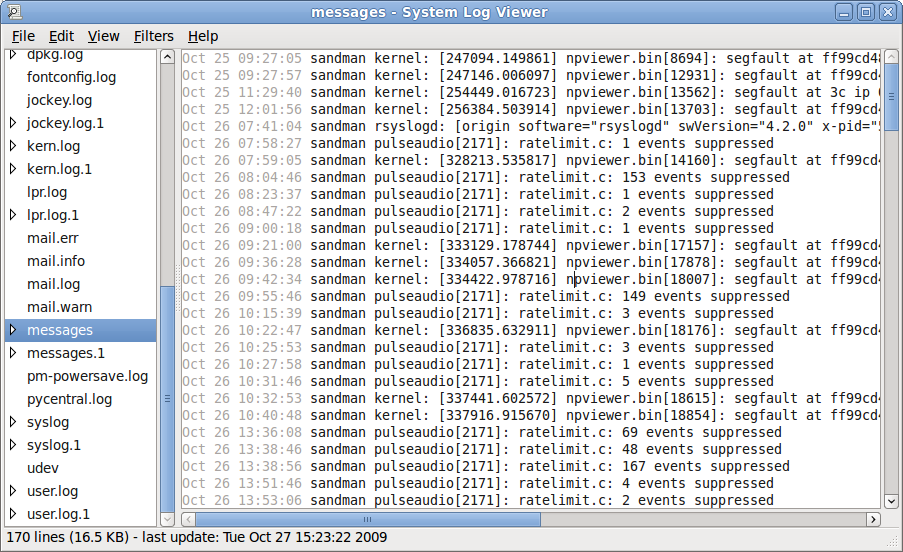 messages - System Log Viewer
File Edit View Filters Help
dpkg.log
fontconfig.log
jockey.log
jockey.log.1
kern.log
kern.log.1
lpr.log
lpr.log.1
mail.err
mail.info
mail.log
mail.warn
messages
messages.1
pm-powersave.log
pycentral.log
syslog
syslog.1
udev
user.log
user.log.1
Oct 25 09:27:05 sandman kernel: [247094.149861] npviewer.bin[8694]: segfault at ff99cd48
Oct 25 09:27:57 sandman kernel: [247146.006097] npviewer.bin[12931]: segfault at ff99cd4
Oct 25 11:29:40 sandman kernel: [254449.016723] npviewer.bin[13562]: segfault at 3c ip
Oct 25 12:01:56 sandman kernel: [256384.503914] npviewer.bin[13703]: segfault at ff99cd4
Oct 26 07:41:04 sandman rsyslogd: [origin software="rsyslogd" swVersion="4.2.0" x-pid="
Oct 26 07:58:27 sandman pulseaudio[2171]: ratelimit.c: 1 events suppressed
Oct 26 07:59:05 sandman kernel: [328213.535817] npviewer.bin[14160]: segfault at ff99cd4
Oct 26 08:04:46 sandman pulseaudio[2171]: ratelimit.c: 153 events suppressed
Oct 26 08:23:37 sandman pulseaudio[2171]: ratelimit.c: 1 events suppressed
Oct 26 08:47:22 sandman pulseaudio[2171]: ratelimit.c: 2 events suppressed
Oct 26 09:00:18 sandman pulseaudio[2171]: ratelimit.c: 1 events suppressed
Oct 26 09:21:00 sandman kernel: [333129.178744] npviewer.bin[17157]: segfault at ff99cd4
Oct 26 09:36:28 sandman kernel: [334057.366821] npviewer.bin[17878]: segfault at ff99cd4
Oct 26 09:42:34 sandman kernel: [334422.978716] npviewer.bin[18007]: segfault at ff99cd4
Oct 26 09:55:46 sandman pulseaudio[2171]: ratelimit.c: 149 events suppressed
Oct 26 10:15:39 sandman pulseaudio[2171]: ratelimit.c: 3 events suppressed
Oct 26 10:22:47 sandman kernel: [336835.632911] npviewer.bin[18176]: segfault at ff99cd4
Oct 26 10:25:53 sandman pulseaudio[2171]: ratelimit.c: 3 events suppressed
Oct 26 10:27:58 sandman pulseaudio[2171]: ratelimit.c: 1 events suppressed
Oct 26 10:31:46 sandman pulseaudio[2171]: ratelimit.c: 5 events suppressed
Oct 26 10:32:53 sandman kernel: [337441.602572] npviewer.bin[18615]: segfault at ff99cd4
Oct 26 10:40:48 sandman kernel: [337916.915670] npviewer.bin[18854]: segfault at ff99cd4
Oct 26 13:36:08 sandman pulseaudio[2171]: ratelimit.c: 69 events suppressed
Oct 26 13:38:46 sandman pulseaudio[2171]: ratelimit.c: 48 events suppressed
Oct 26 13:38:56 sandman pulseaudio[2171]: ratelimit.c: 167 events suppressed
Oct 26 13:51:46 sandman pulseaudio[2171]: ratelimit.c: 4 events suppressed
Oct 26 13:53:06 sandman pulseaudio[2171]: ratelimit.c: 2 events suppressed
170 lines (16.5 KB) - last update: Tue Oct 27 15:23:22 2009